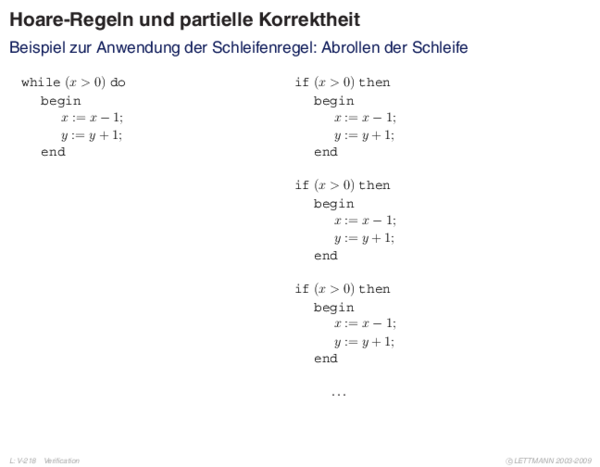 Hoare-Regeln und partielle Korrektheit
Beispiel zur Anwendung der Schleifenregel: Abrollen der Schleife
while (x > 0) do
begin
x := x − 1;
y := y + 1;
end
if (x > 0) then
begin
x := x − 1;
y := y + 1;
end
if (x > 0) then
begin
x := x − 1;
y := y + 1;
end
if (x > 0) then
begin
x := x − 1;
y := y + 1;
end
...
L: V-218 Verification
© LETTMANN 2003-2009